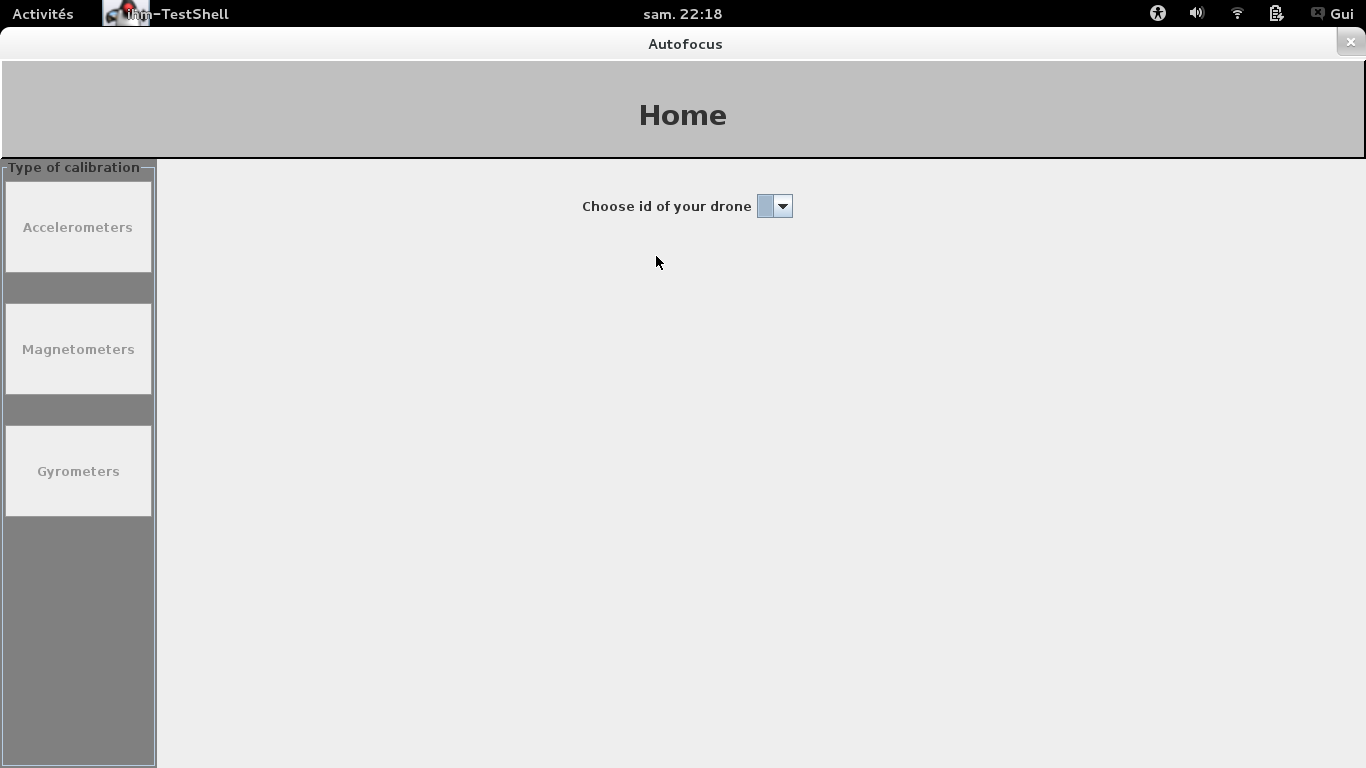 Activités ihm-TestShell sam. 22:18 Gui
Autofocus
Home
Type of calibration
Accelerometers
Magnetometers
Gyrometers
Choose id of your drone